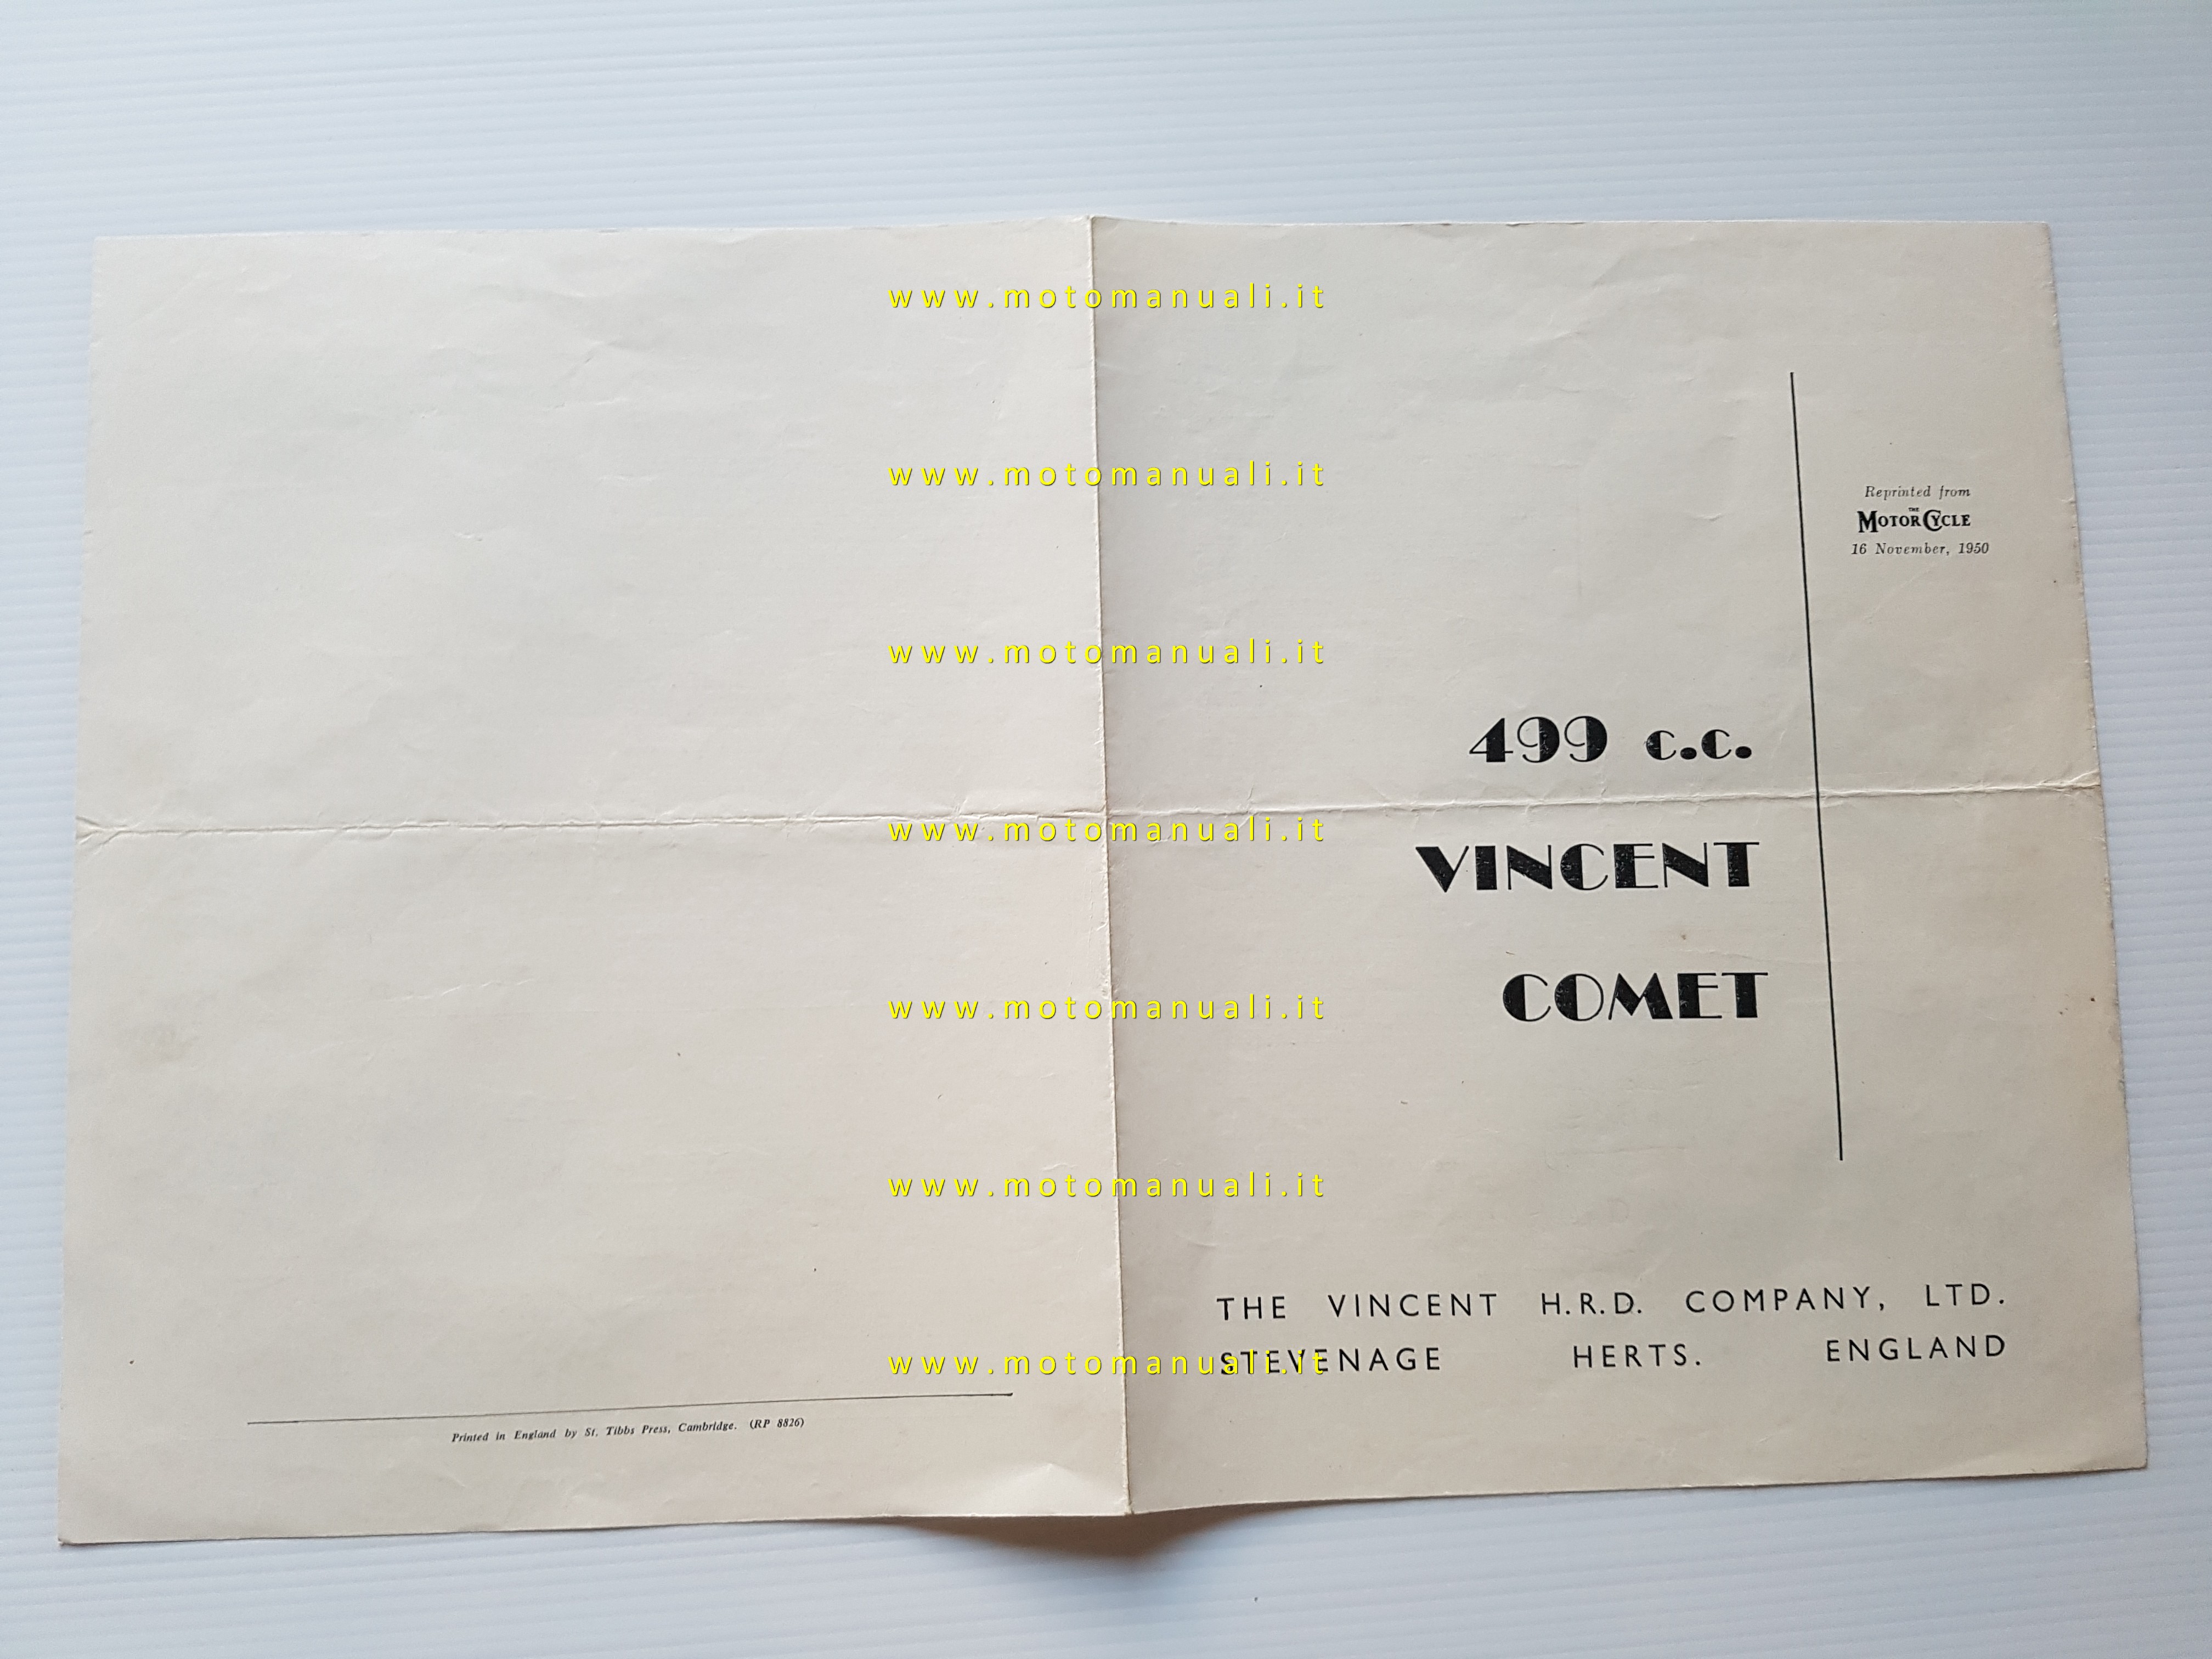 www.motomanuali.it
www.motomanuali.it
www.motomanuali.it
www.motomanuali.it
www.motomanuali.it
www.motomanuali.it
www.motomanuali.it
Printed in England by St. Tibbs Press, Cambridge. (RP 8826)
Reprinted from
THE MOTOR CYCLE
16 November, 1950
499 c.c.
VINCENT
COMET
THE VINCENT H.R.D. COMPANY, LTD.
STEVENAGE HERTS. ENGLAND